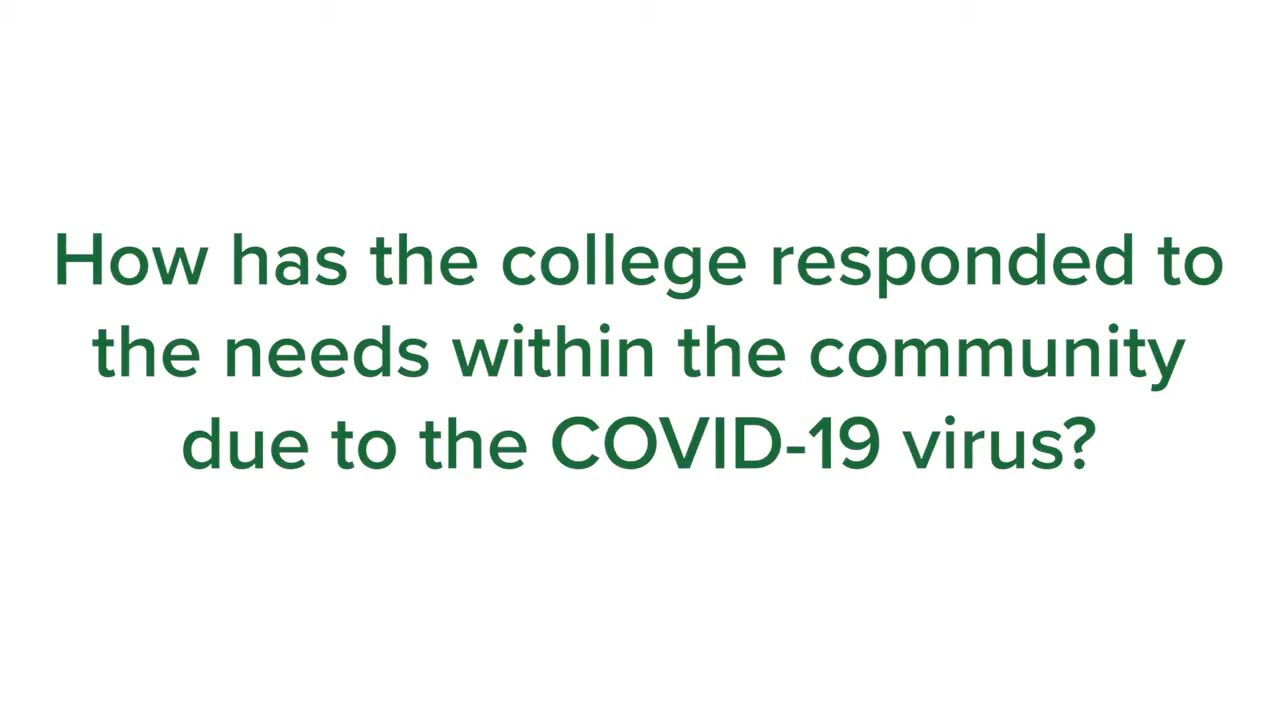 How has the college responded to
the needs within the community
due to the COVID-19 virus?